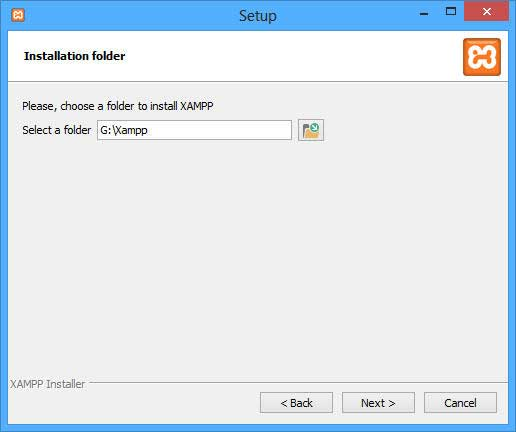 Setup
Installation folder
Please, choose a folder to install XAMPP
Select a folder G:\Xampp
XAMPP Installer
< Back Next > Cancel